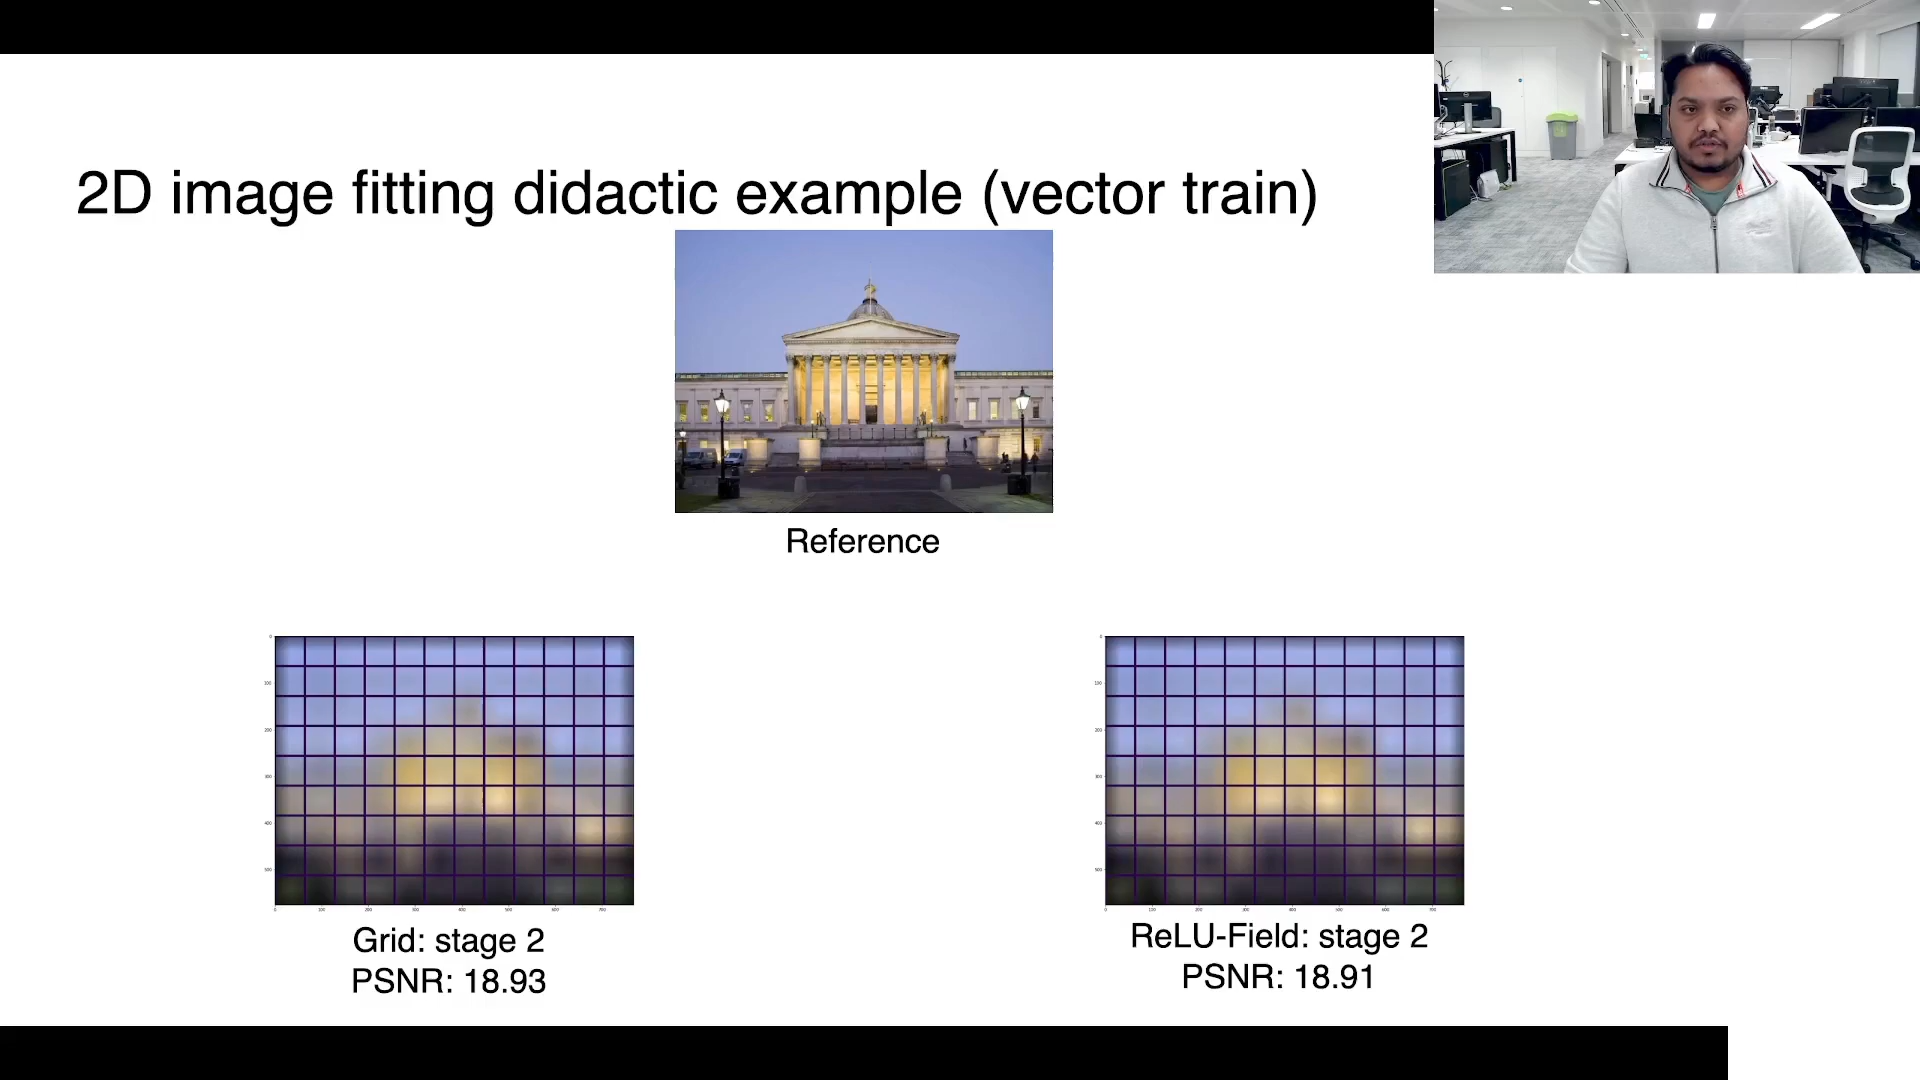 2D image fitting didactic example (vector train)
Reference
Grid: stage 2
PSNR: 18.93
ReLU-Field: stage 2
PSNR: 18.91